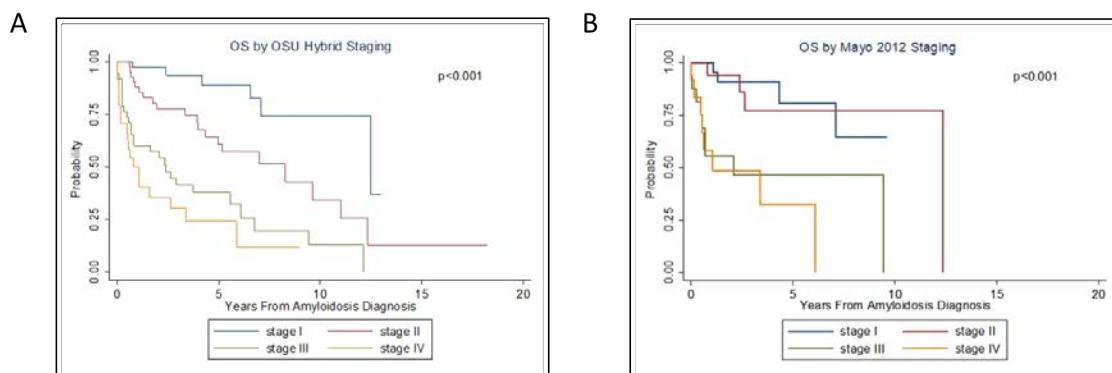 A
OS by OSU Hybrid Staging
p<0.001
Probability
1.00
0.75
0.50
0.25
0.00
0 5 10 15 20
Years From Amyloidosis Diagnosis
stage I stage II
stage III stage IV
B
OS by Mayo 2012 Staging
p<0.001
Probability
1.00
0.75
0.50
0.25
0.00
0 5 10 15 20
Years From Amyloidosis Diagnosis
stage I stage II
stage III stage IV